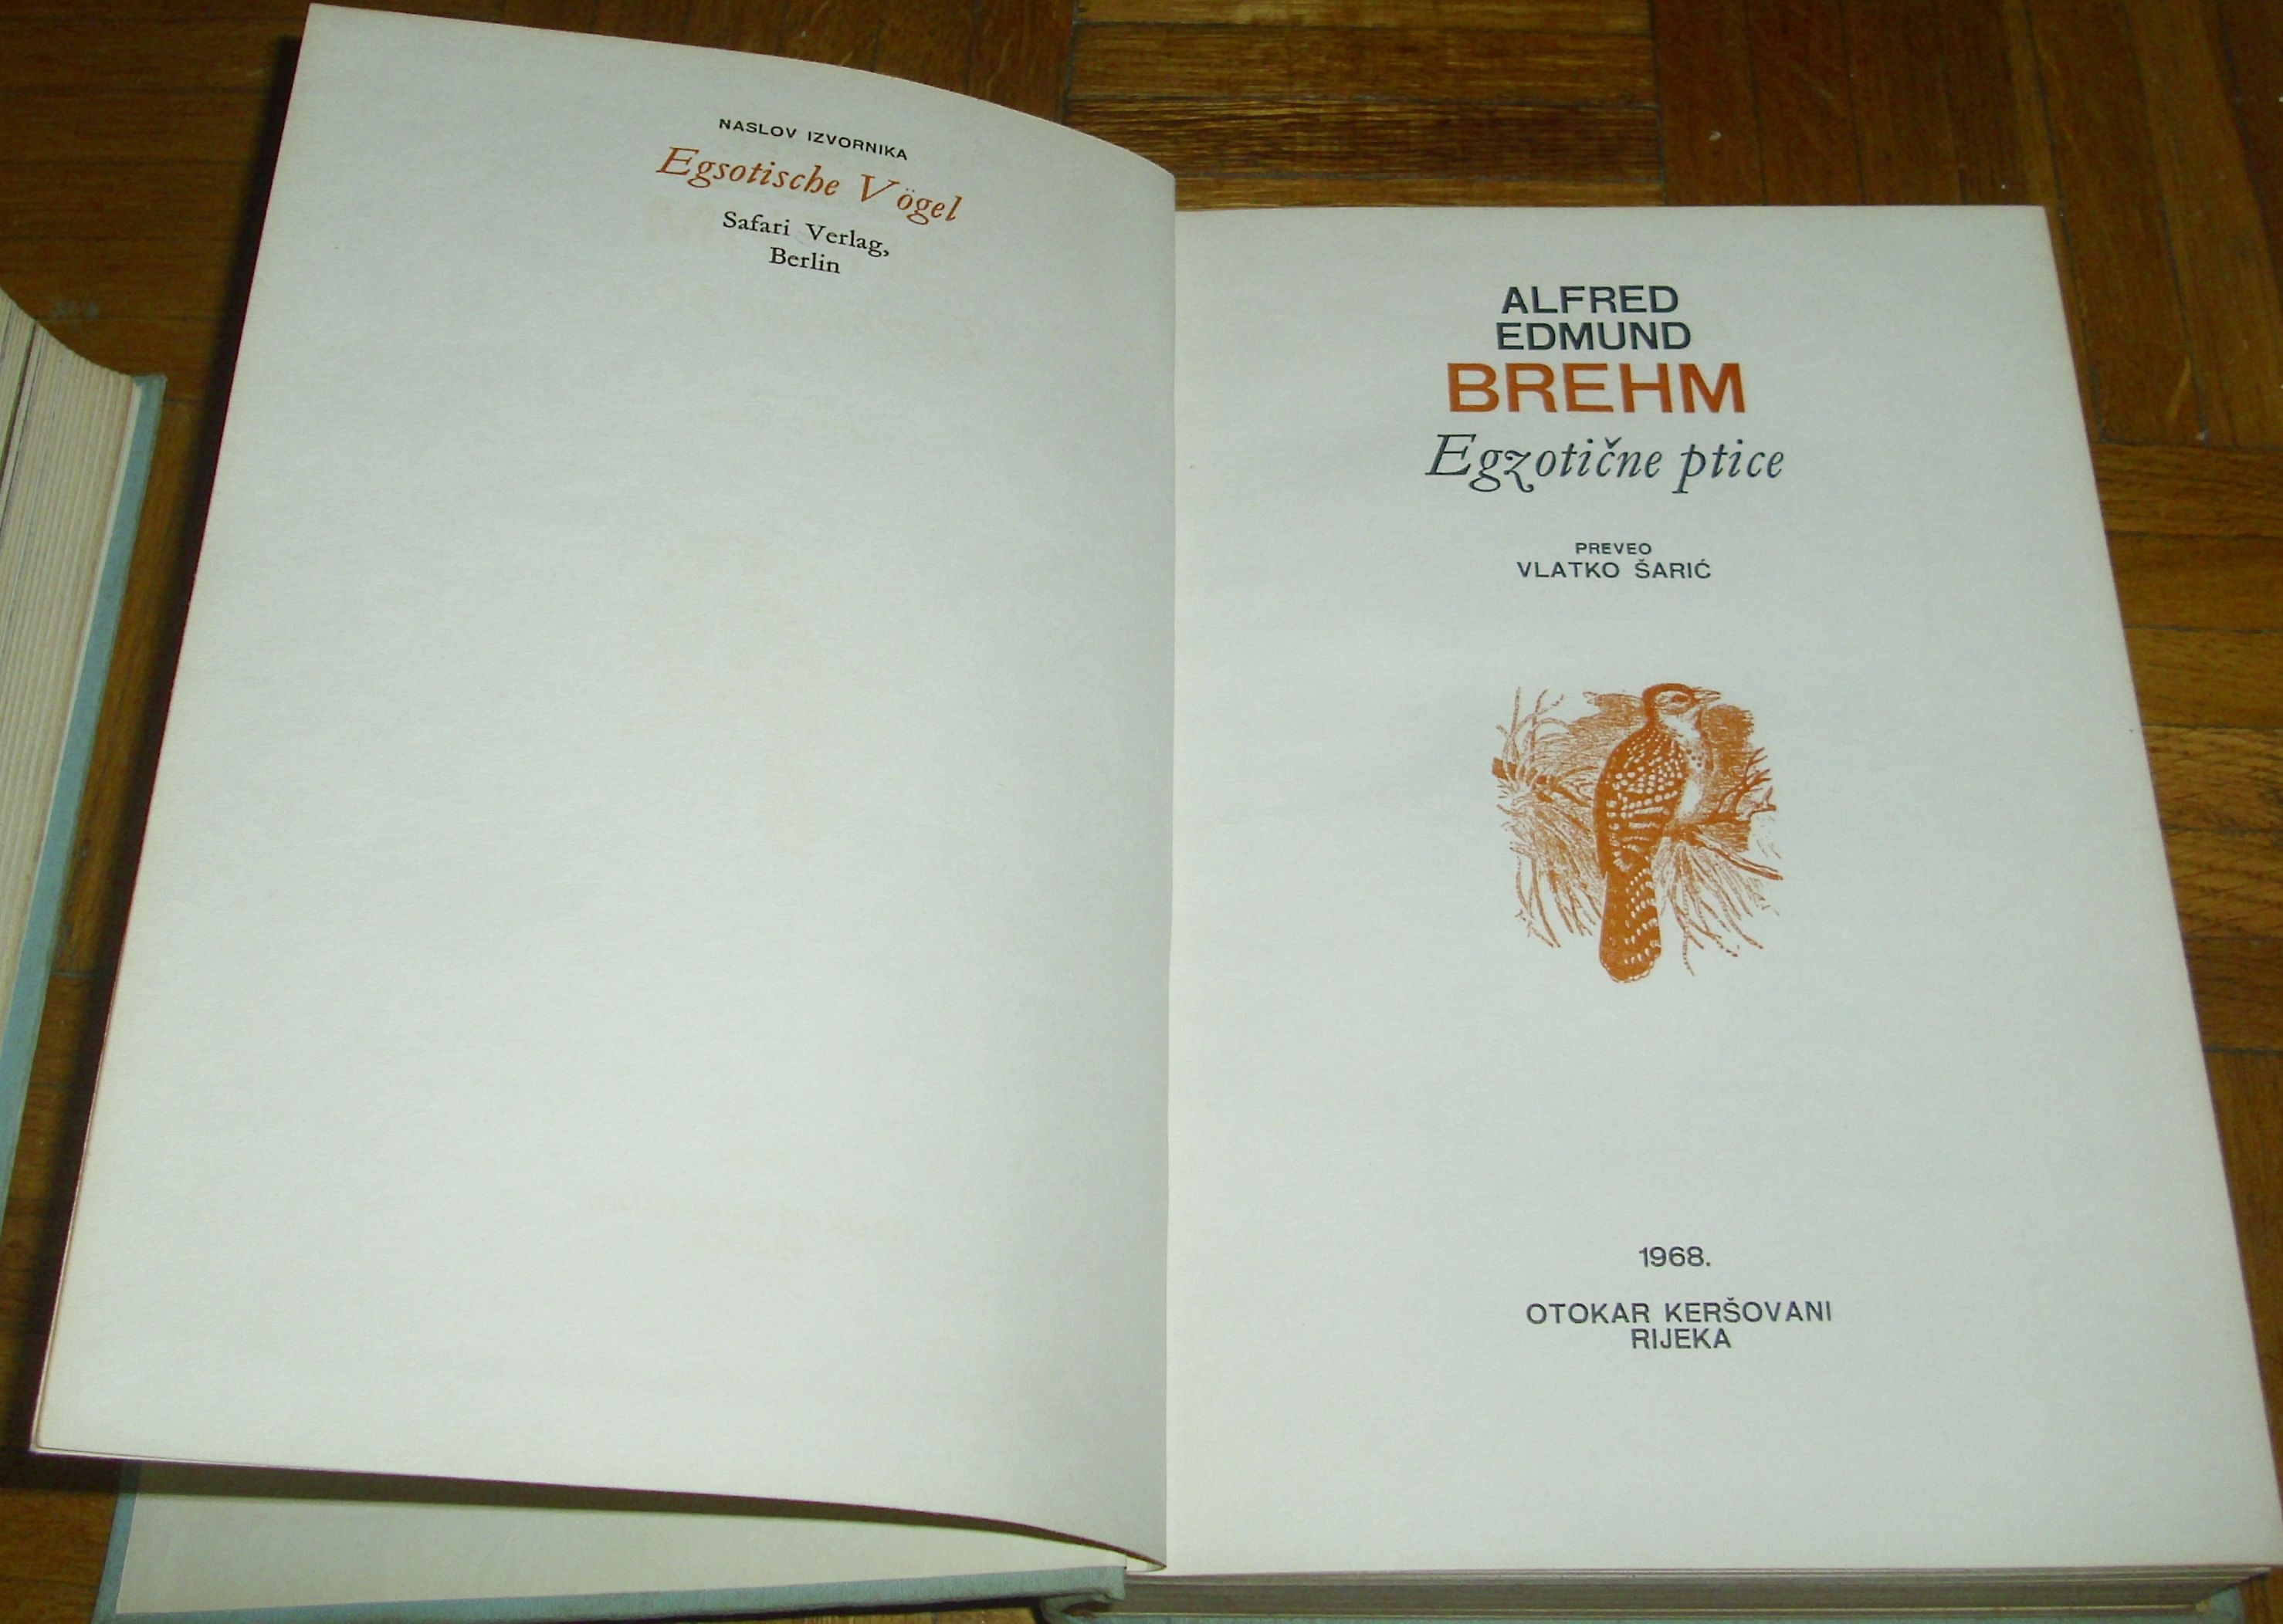 NASLOV IZVORNIKA
Egsotische Vögel
Safari Verlag,
Berlin
ALFRED
EDMUND
BREHM
Egzotične ptice
PREVEO
VLATKO ŠARIĆ
1968.
OTOKAR KERŠOVANI
RIJEKA